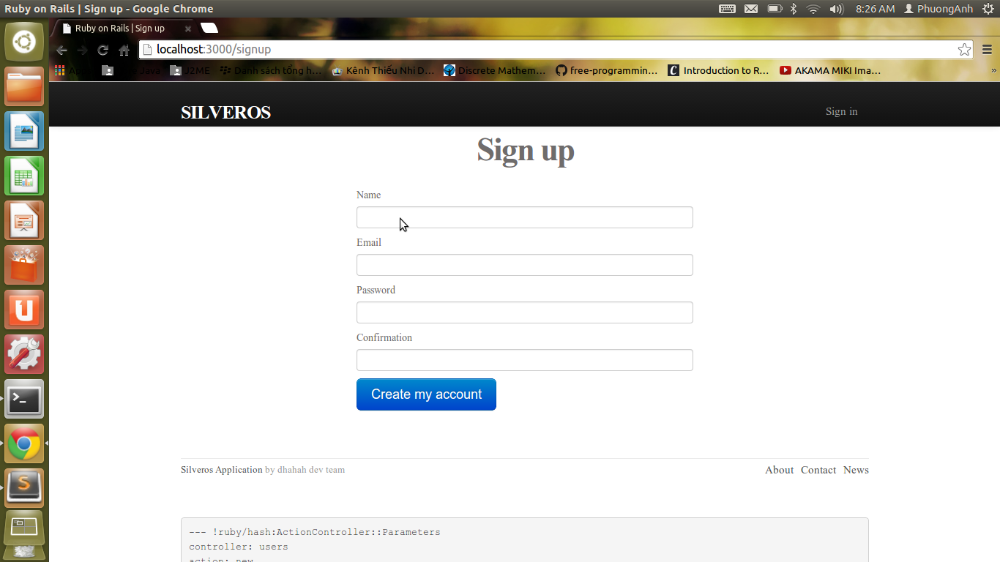 Ruby on Rails | Sign up - Google Chrome
8:26 AM PhuongAnh
Ruby on Rails | Sign up
localhost:3000/signup
Java J2ME Danh sách tổng h... Kênh Thiếu Nhi D... Discrete Mathem... free-programmin... Introduction to R... AKAMA MIKI Ima... »
SILVEROS
Sign in
Sign up
Name
Email
Password
Confirmation
Create my account
Silveros Application by dhahah dev team
About Contact News
--- !ruby/hash:ActionController::Parameters
controller: users
action: new